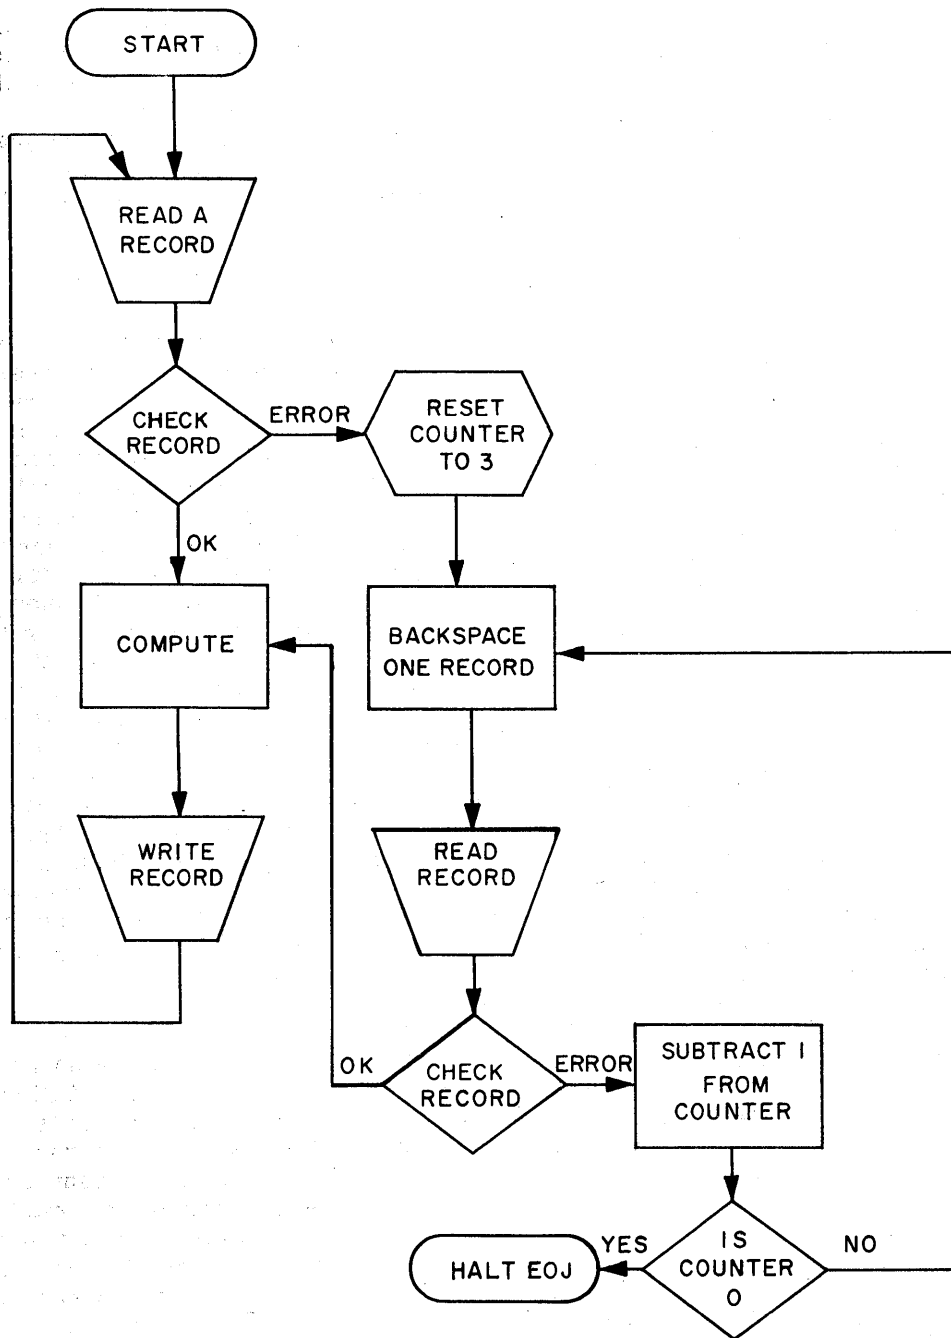 START
READ A
RECORD
CHECK
RECORD
ERROR
RESET
COUNTER
TO 3
OK
COMPUTE
BACKSPACE
ONE RECORD
WRITE
RECORD
READ
RECORD
OK
CHECK
RECORD
ERROR
SUBTRACT 1
FROM
COUNTER
HALT EOJ
YES
IS
COUNTER
0
NO